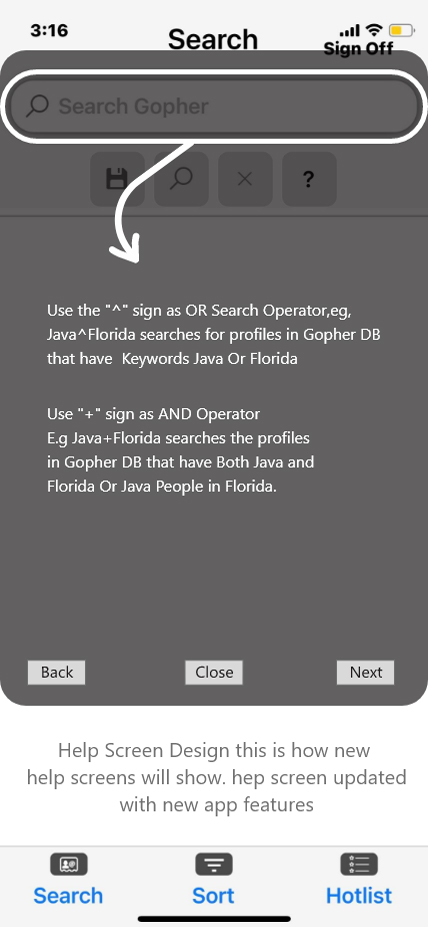 3:16
Search
Sign Off
Search Gopher
?
Use the "^" sign as OR Search Operator,eg,
Java^Florida searches for profiles in Gopher DB
that have  Keywords Java Or Florida
Use "+" sign as AND Operator
E.g Java+Florida searches the profiles
in Gopher DB that have Both Java and
Florida Or Java People in Florida.
Back Close Next
Help Screen Design this is how new
help screens will show. hep screen updated
with new app features
Search Sort Hotlist